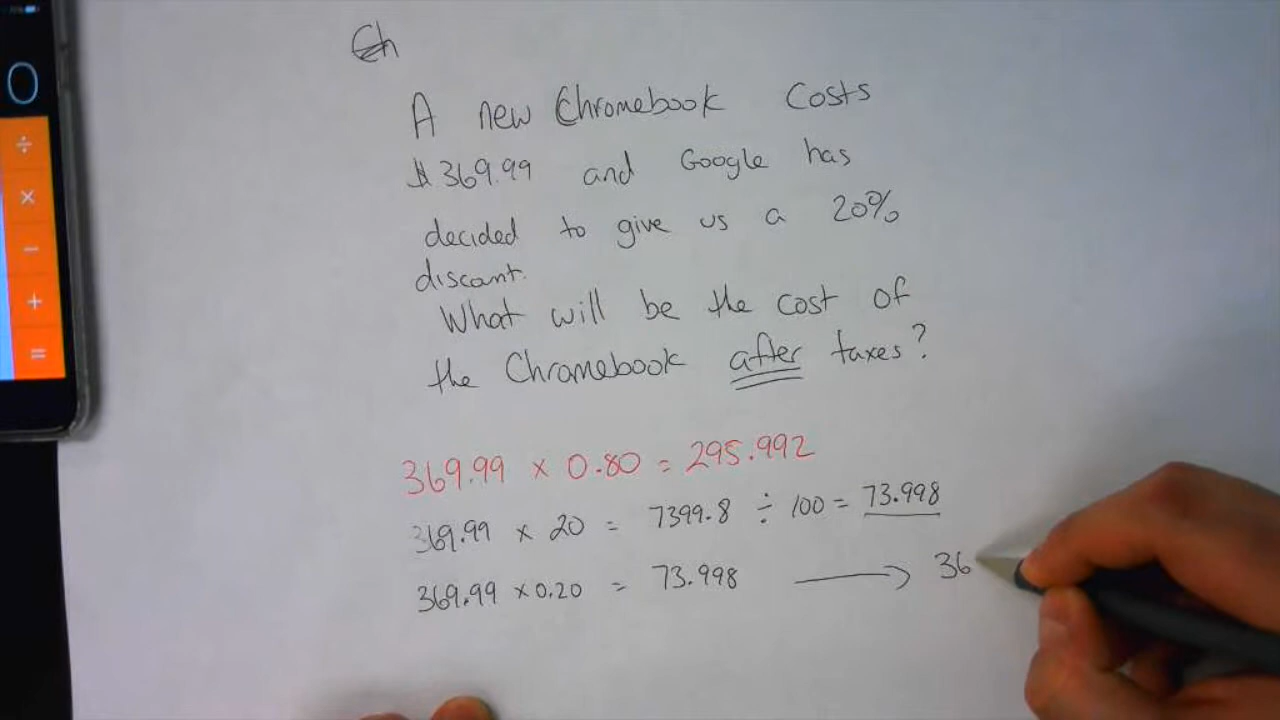 Ch
A new Chromebook Costs
$369.99 and Google has
decided to give us a 20%
discount.
What will be the cost of
the Chromebook after taxes?
369.99 × 0.80 = 295.992
369.99 × 20 = 7399.8 ÷ 100 = 73.998
369.99 × 0.20 = 73.998 → 36
0
÷
×
−
+
=